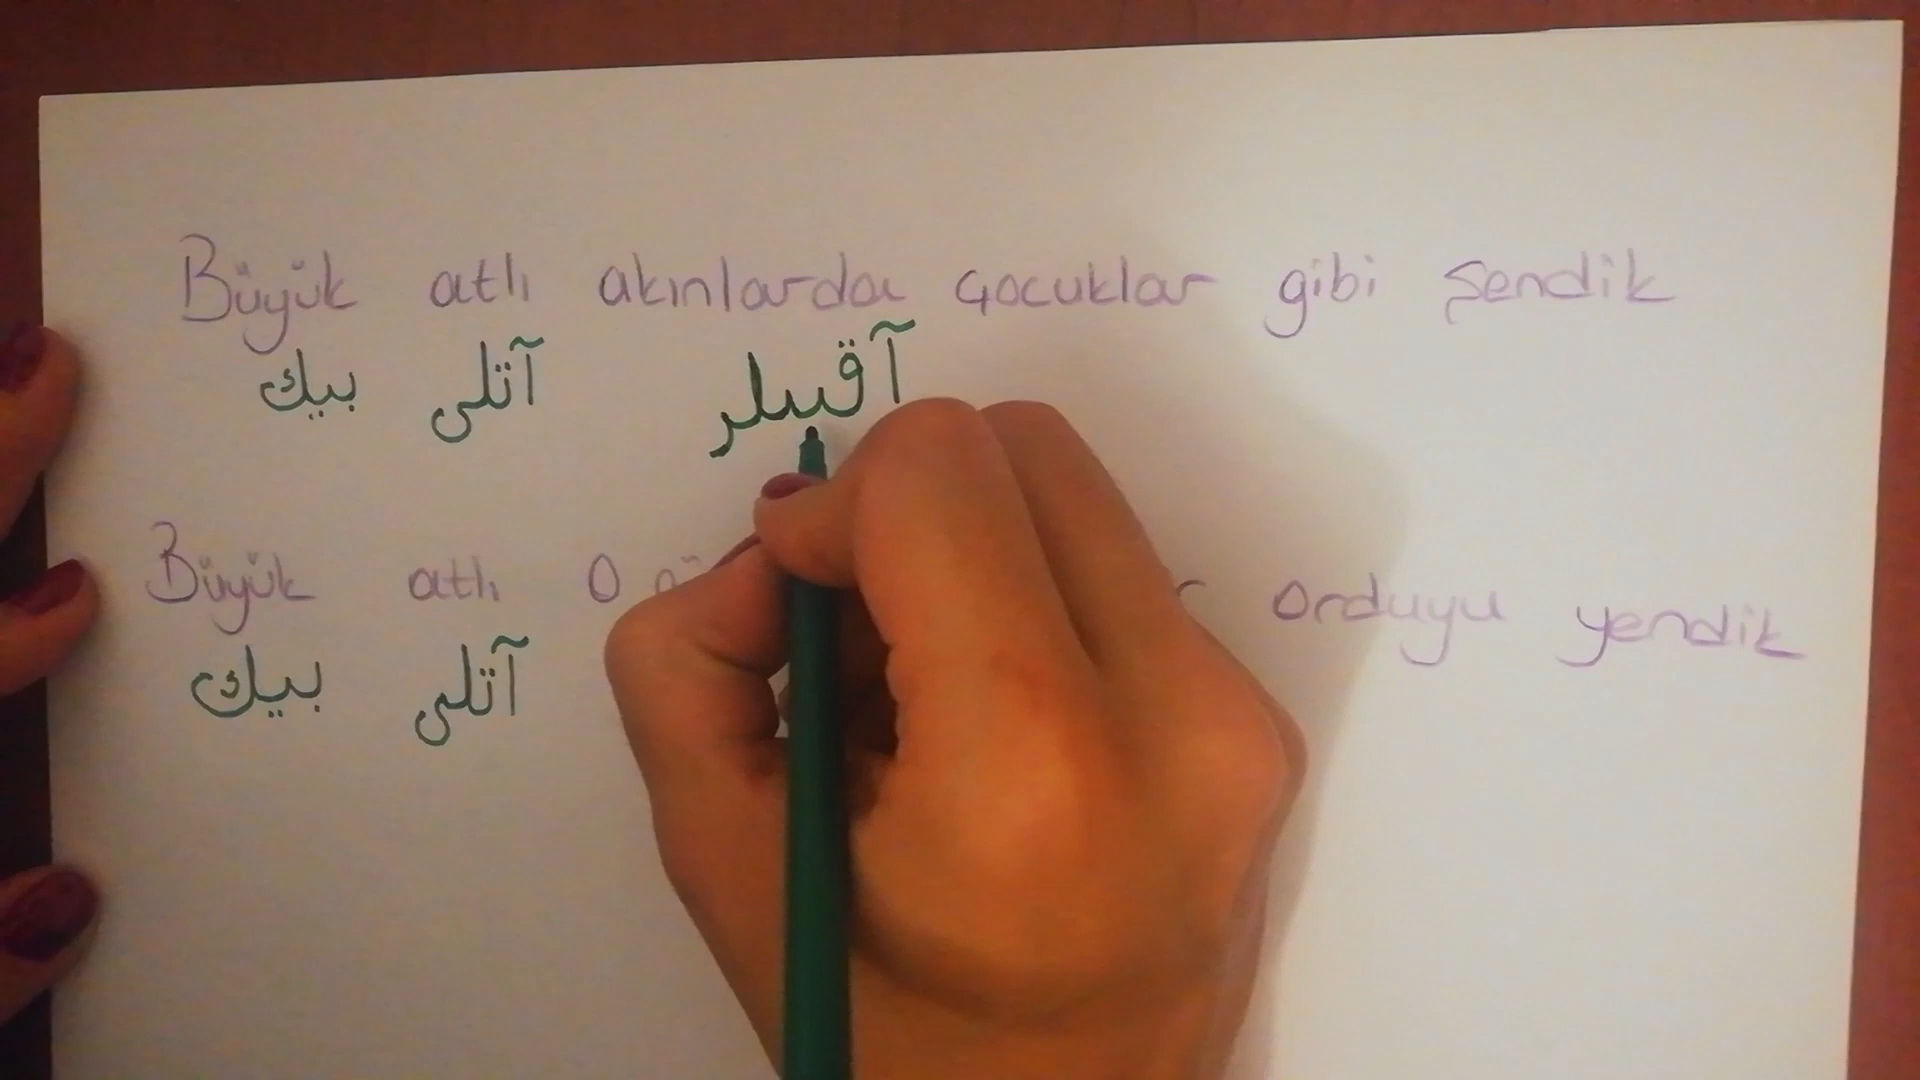 Büyük atlı akınlarda çocuklar gibi şendik
بيك آتلى آقينلر
Büyük atlı O orduyu yendik
بيك آتلى